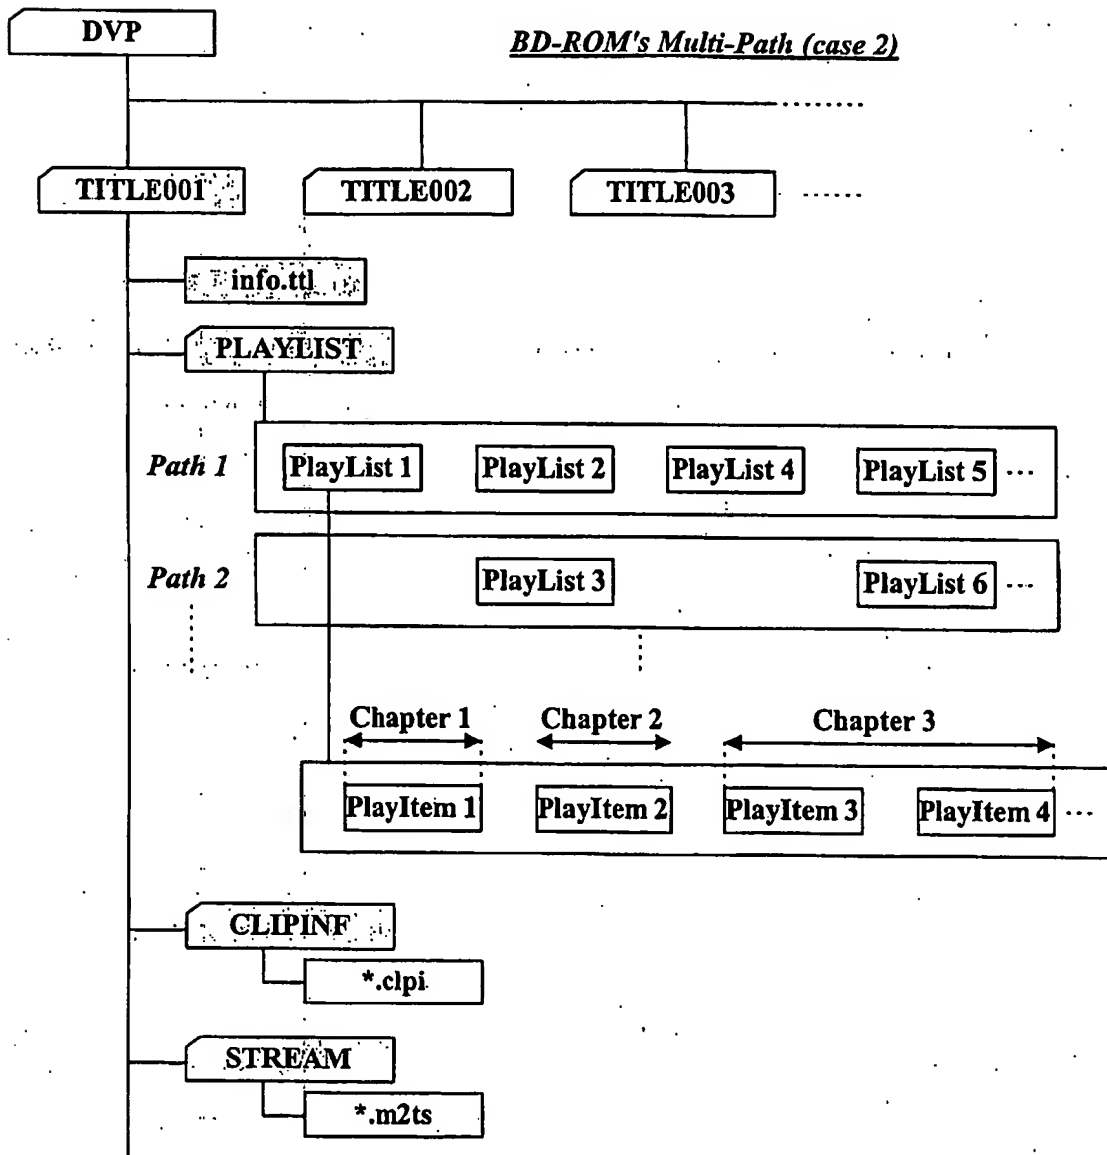 DVP
BD-ROM's Multi-Path (case 2)
TITLE001
TITLE002
TITLE003
info.ttl
PLAYLIST
Path 1
PlayList 1
PlayList 2
PlayList 4
PlayList 5 ...
Path 2
PlayList 3
PlayList 6 ...
Chapter 1
Chapter 2
Chapter 3
PlayItem 1
PlayItem 2
PlayItem 3
PlayItem 4 ...
CLIPINF
*.clpi
STREAM
*.m2ts